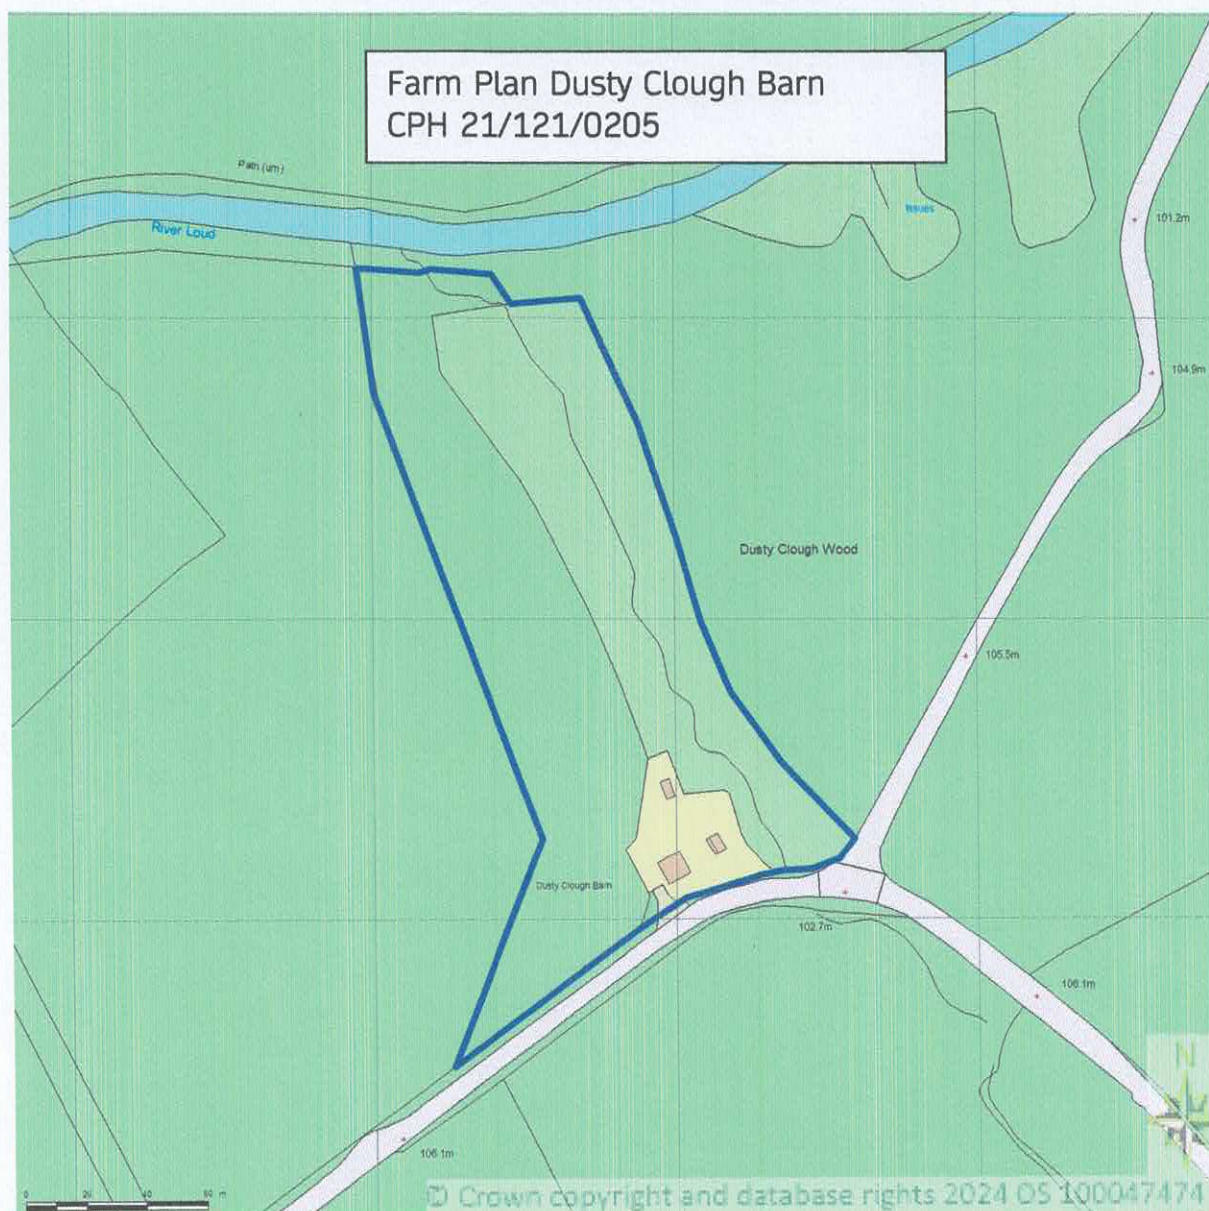 Farm Plan Dusty Clough Barn
CPH 21/121/0205
Path (um)
River Loud
Issues
101.2m
104.9m
Dusty Clough Wood
105.5m
Dusty Clough Barn
102.7m
106.1m
N
106.1m
0 20 40 60 m
© Crown copyright and database rights 2024 OS 100047474